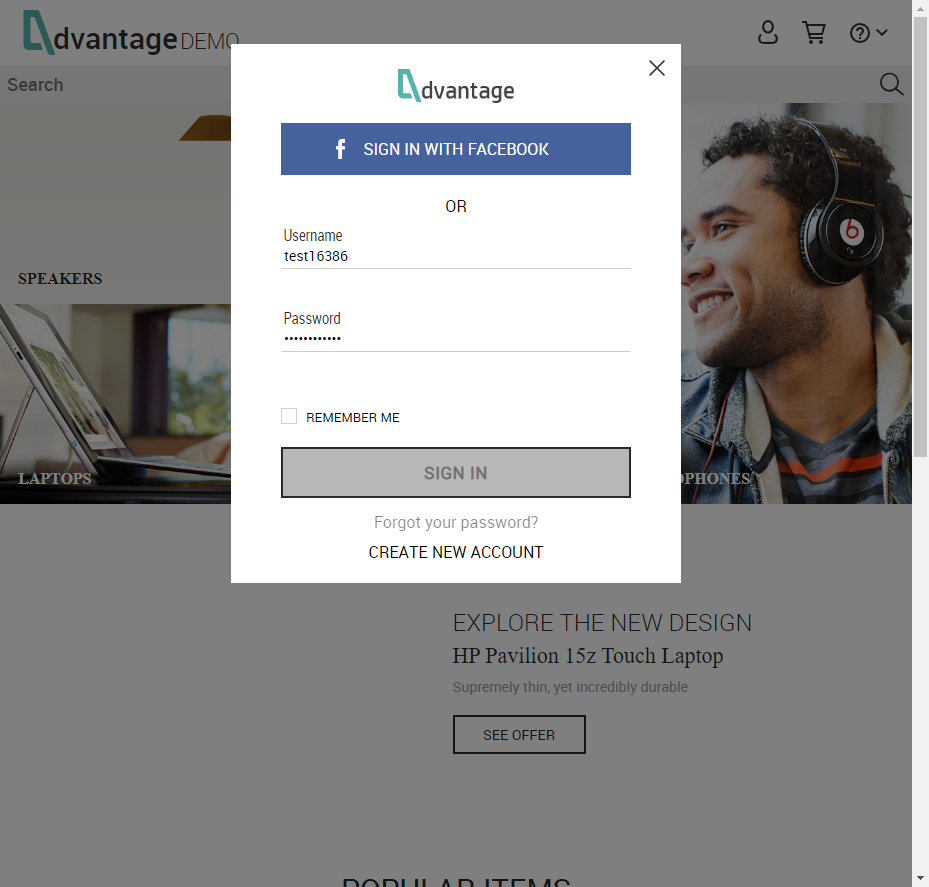 dvantage DEMO
Search
dvantage
SIGN IN WITH FACEBOOK
OR
Username
test16386
Password
••••••••••••
REMEMBER ME
SIGN IN
Forgot your password?
CREATE NEW ACCOUNT
SPEAKERS
LAPTOPS
PHONES
EXPLORE THE NEW DESIGN
HP Pavilion 15z Touch Laptop
Supremely thin, yet incredibly durable
SEE OFFER
POPULAR ITEMS